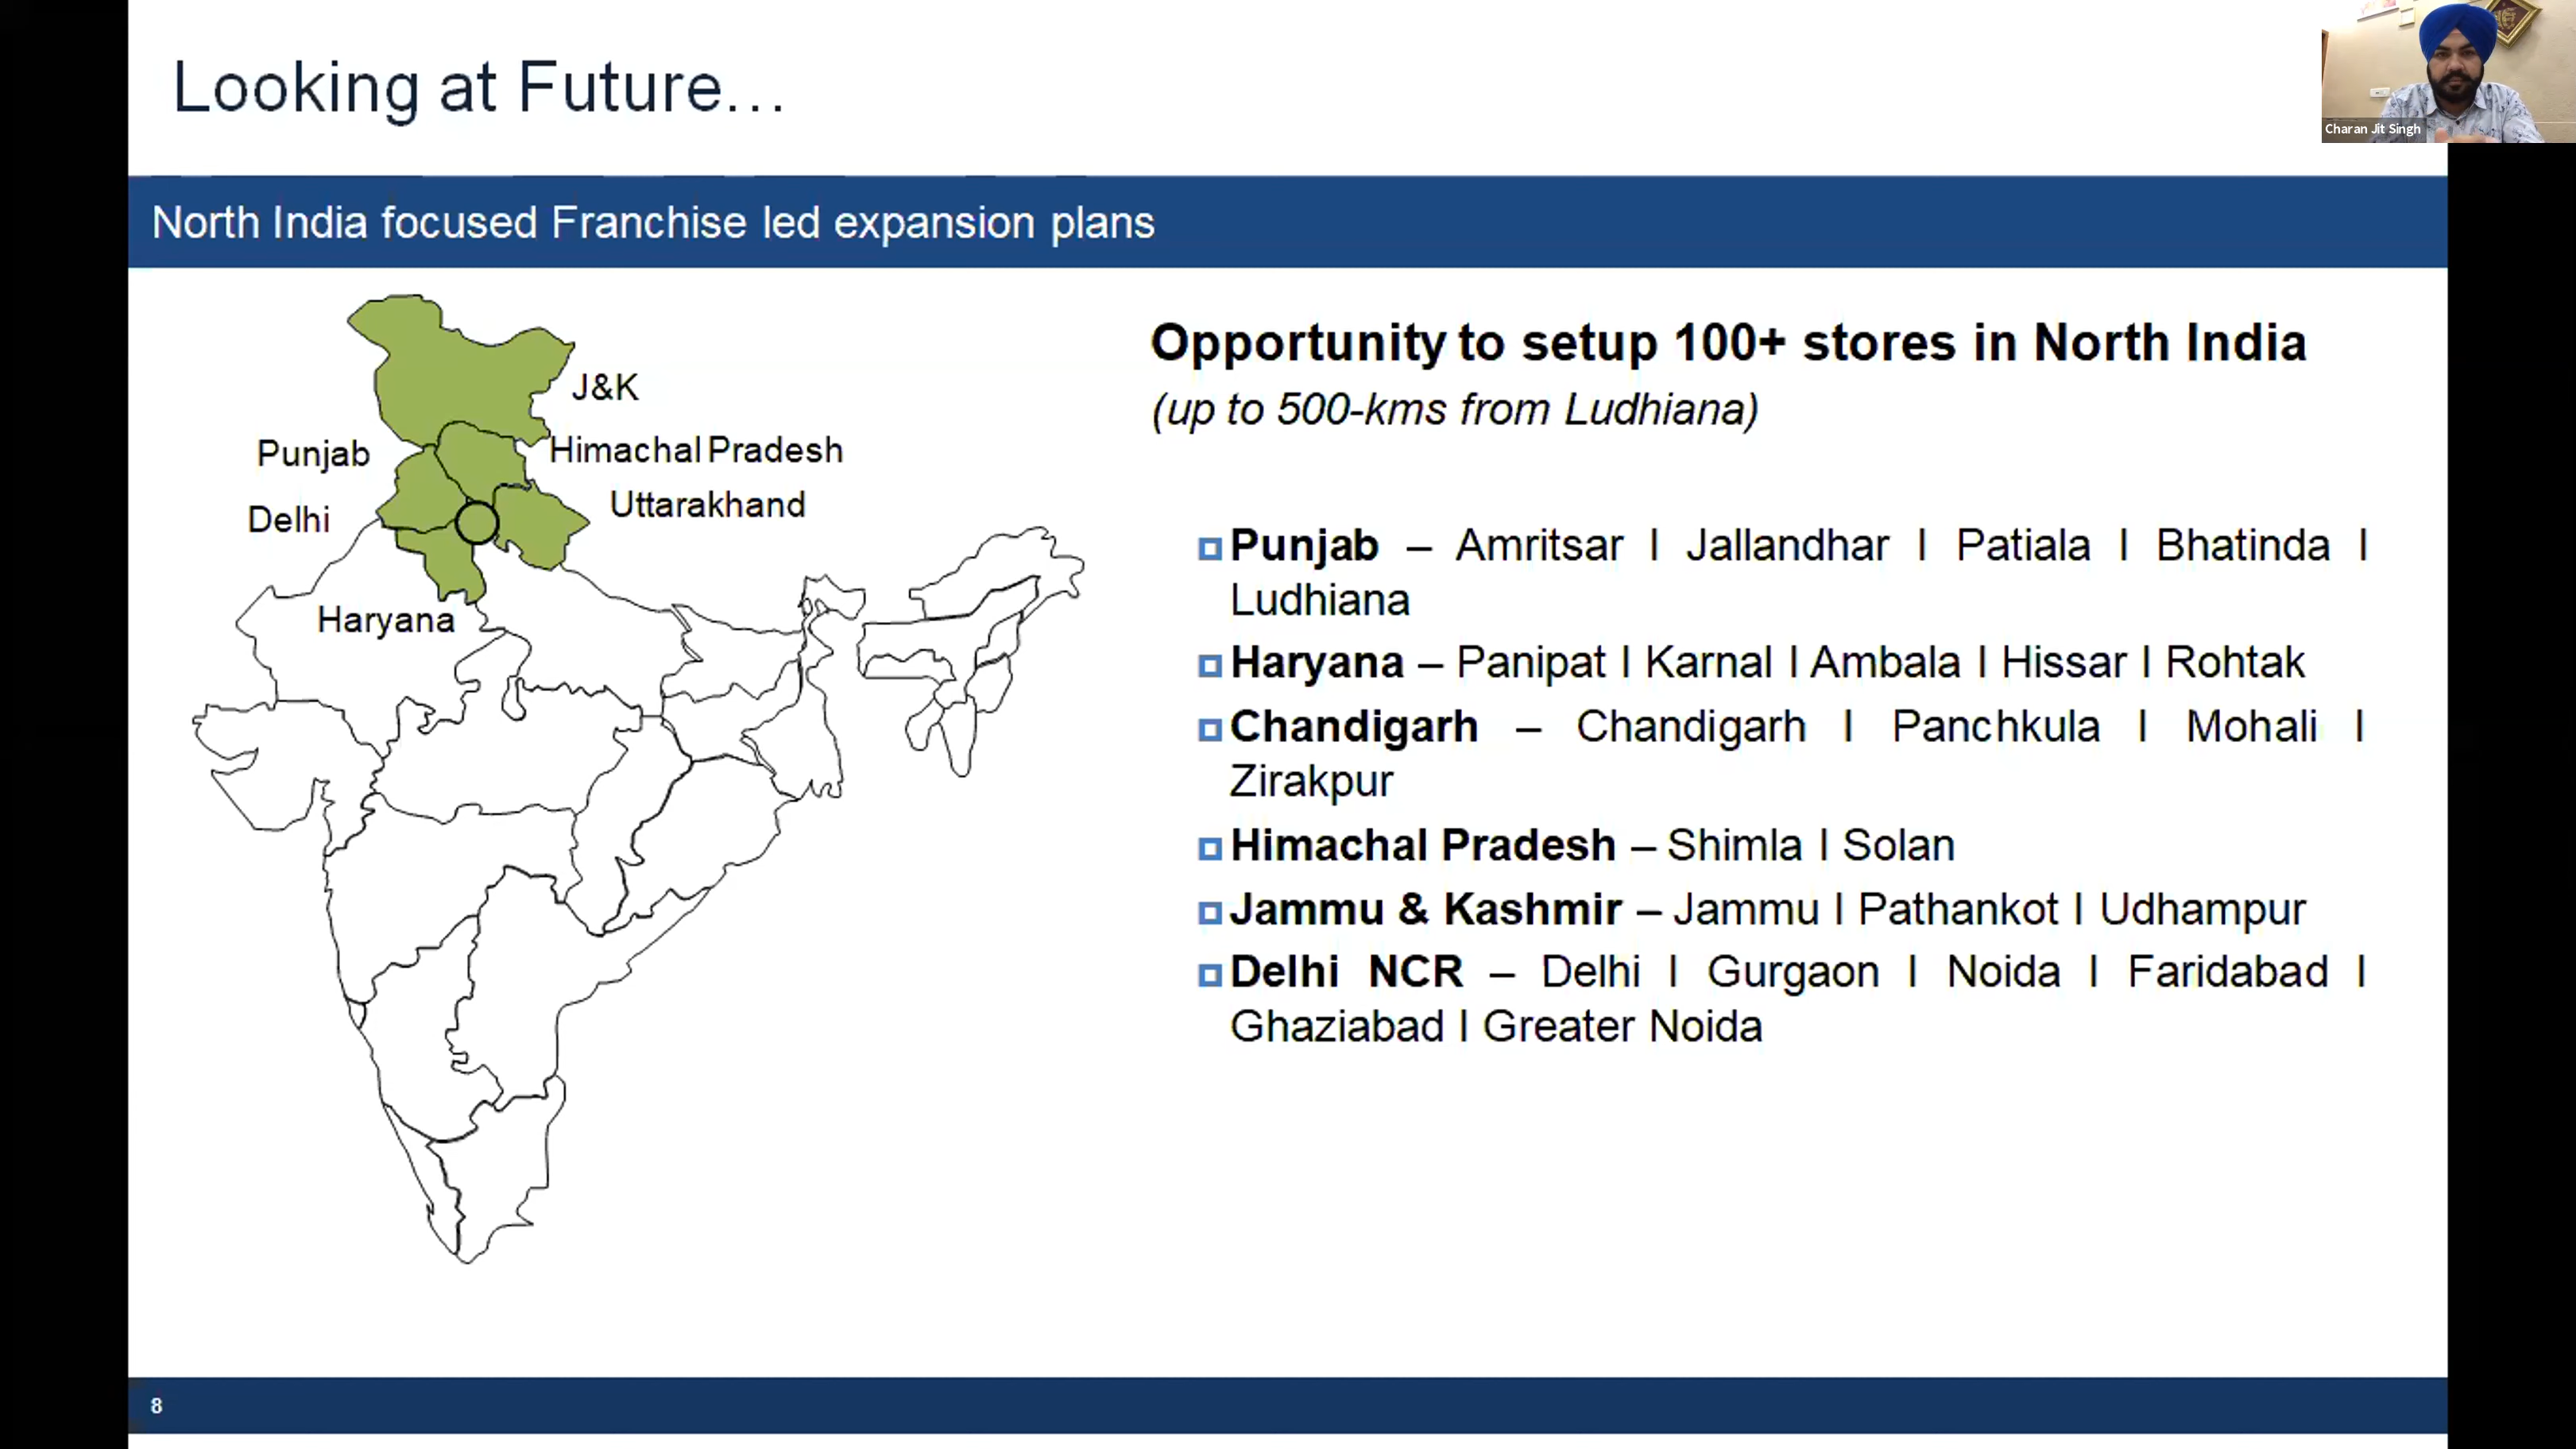 Looking at Future...
Charan Jit Singh
North India focused Franchise led expansion plans
J&K
Punjab
Himachal Pradesh
Uttarakhand
Delhi
Haryana
Opportunity to setup 100+ stores in North India
(up to 500-kms from Ludhiana)
Punjab – Amritsar I Jallandhar I Patiala I Bhatinda I
Ludhiana
Haryana – Panipat I Karnal I Ambala I Hissar I Rohtak
Chandigarh – Chandigarh I Panchkula I Mohali I
Zirakpur
Himachal Pradesh – Shimla I Solan
Jammu & Kashmir – Jammu I Pathankot I Udhampur
Delhi NCR – Delhi I Gurgaon I Noida I Faridabad I
Ghaziabad I Greater Noida
8